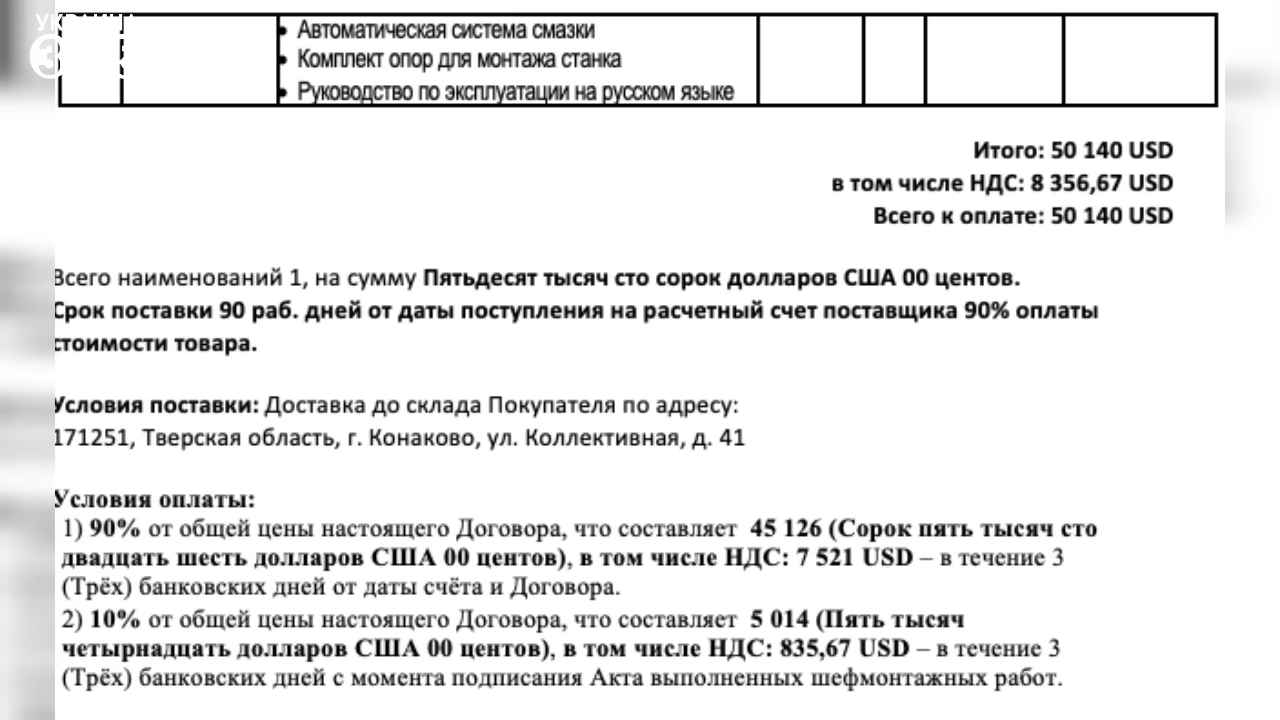 УКРАИНА
• Автоматическая система смазки
• Комплект опор для монтажа станка
• Руководство по эксплуатации на русском языке
Итого: 50 140 USD
в том числе НДС: 8 356,67 USD
Всего к оплате: 50 140 USD
Всего наименований 1, на сумму Пятьдесят тысяч сто сорок долларов США 00 центов.
Срок поставки 90 раб. дней от даты поступления на расчетный счет поставщика 90% оплаты
стоимости товара.
Условия поставки: Доставка до склада Покупателя по адресу:
171251, Тверская область, г. Конаково, ул. Коллективная, д. 41
Условия оплаты:
1) 90% от общей цены настоящего Договора, что составляет 45 126 (Сорок пять тысяч сто
двадцать шесть долларов США 00 центов), в том числе НДС: 7 521 USD – в течение 3
(Трёх) банковских дней от даты счёта и Договора.
2) 10% от общей цены настоящего Договора, что составляет 5 014 (Пять тысяч
четырнадцать долларов США 00 центов), в том числе НДС: 835,67 USD – в течение 3
(Трёх) банковских дней с момента подписания Акта выполненных шефмонтажных работ.